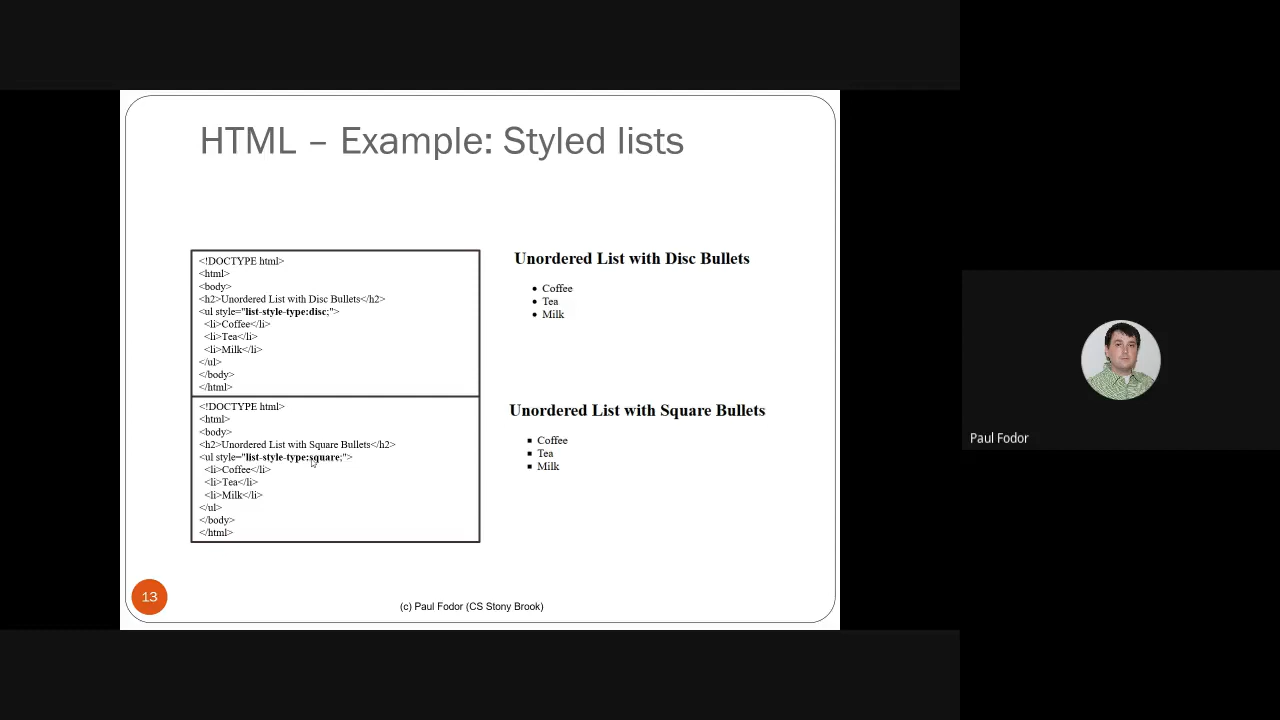 HTML – Example: Styled lists
<!DOCTYPE html>
<html>
<body>
<h2>Unordered List with Disc Bullets</h2>
<ul style="list-style-type:disc;">
<li>Coffee</li>
<li>Tea</li>
<li>Milk</li>
</ul>
</body>
</html>
Unordered List with Disc Bullets
Coffee
Tea
Milk
<!DOCTYPE html>
<html>
<body>
<h2>Unordered List with Square Bullets</h2>
<ul style="list-style-type:square;">
<li>Coffee</li>
<li>Tea</li>
<li>Milk</li>
</ul>
</body>
</html>
Unordered List with Square Bullets
Coffee
Tea
Milk
13
(c) Paul Fodor (CS Stony Brook)
Paul Fodor